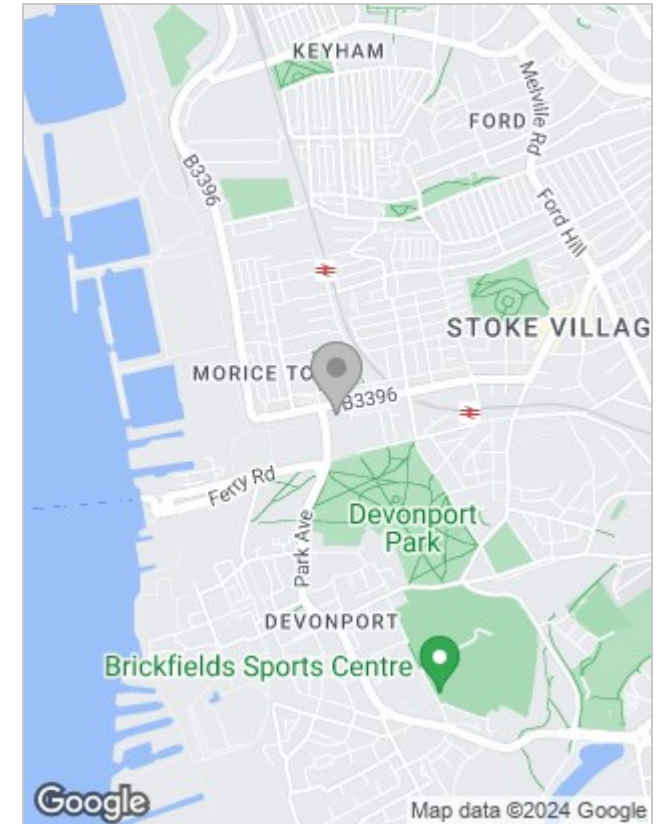 KEYHAM
Melville Rd
FORD
B3396
Ford Hill
STOKE VILLAG
MORICE TO
B3396
Ferry Rd
Devonport
Park
Park Ave
DEVONPORT
Brickfields Sports Centre
Google
Map data ©2024 Google